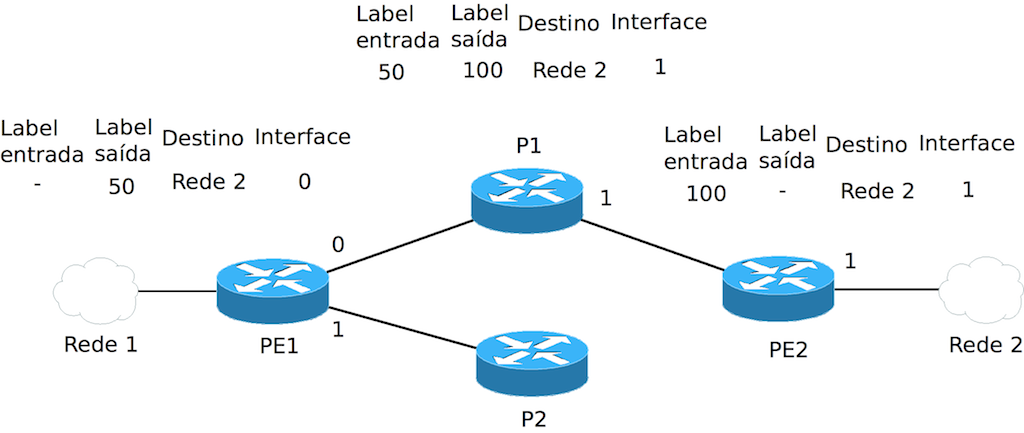 Label Label Destino Interface
entrada saída
50 100 Rede 2 1
Label Label Destino Interface
entrada saída
- 50 Rede 2 0
P1
Label Label Destino Interface
entrada saída
100 - Rede 2 1
1
0
1
1
Rede 1
PE1
PE2
Rede 2
P2